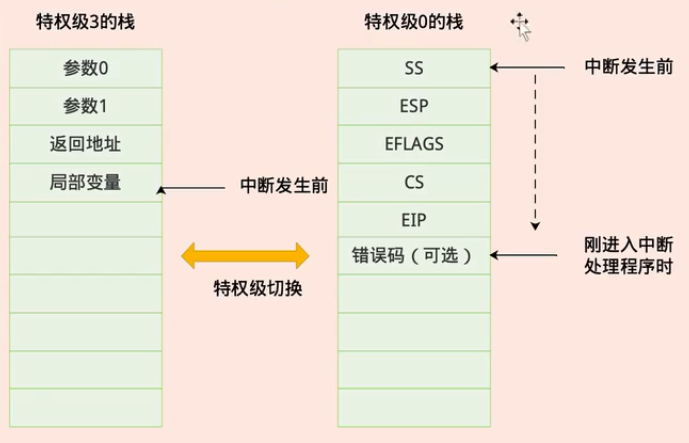 特权级3的栈
特权级0的栈
参数0
参数1
返回地址
局部变量
中断发生前
特权级切换
SS
ESP
EFLAGS
CS
EIP
错误码（可选）
中断发生前
刚进入中断
处理程序时